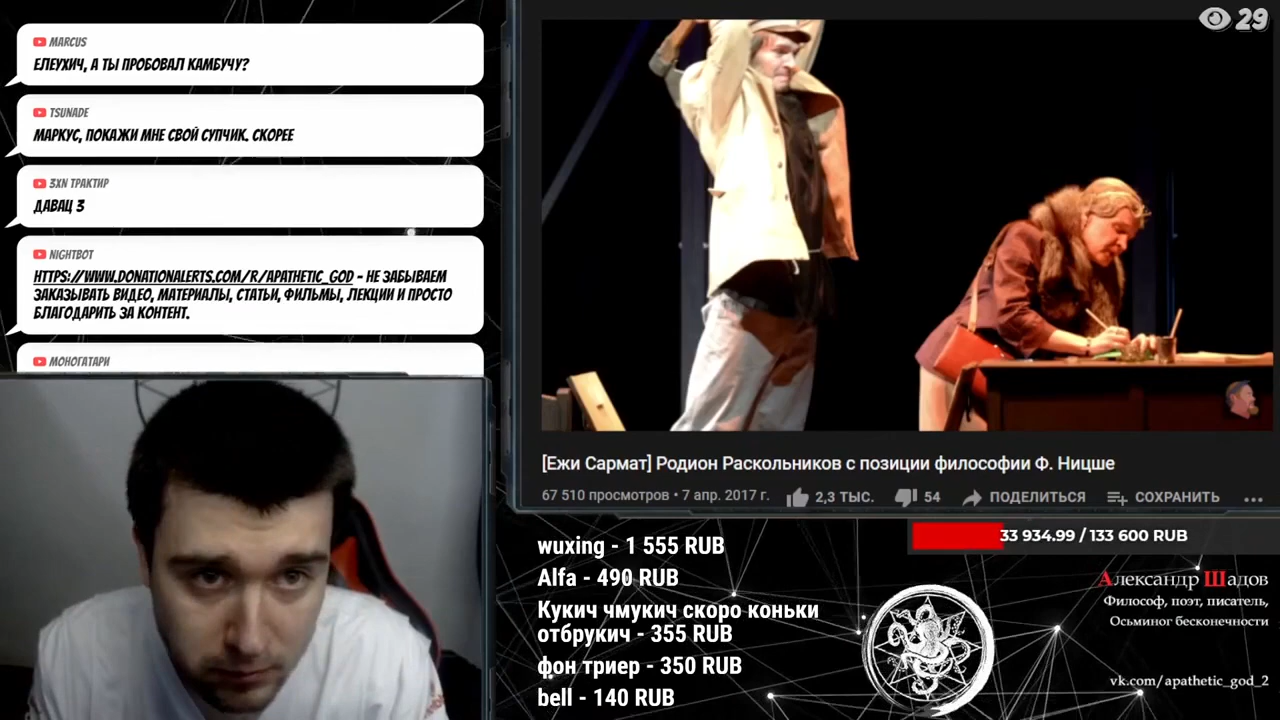 MARCUS
ЕЛЕУХИЧ, А ТЫ ПРОБОВАЛ КАМБУЧУ?
TSUNADE
МАРКУС, ПОКАЖИ МНЕ СВОЙ СУПЧИК. СКОРЕЕ
ЗХN ТРАКТИР
ДАВАЦ 3
NIGHTBOT
HTTPS://WWW.DONATIONALERTS.COM/R/APATHETIC_GOD - НЕ ЗАБЫВАЕМ
ЗАКАЗЫВАТЬ ВИДЕО, МАТЕРИАЛЫ, СТАТЬИ, ФИЛЬМЫ, ЛЕКЦИИ И ПРОСТО
БЛАГОДАРИТЬ ЗА КОНТЕНТ.
МОНОГАТАРИ
29
[Ежи Сармат] Родион Раскольников с позиции философии Ф. Ницше
67 510 просмотров • 7 апр. 2017 г.
2,3 ТЫС.
54
ПОДЕЛИТЬСЯ
СОХРАНИТЬ
33 934.99 / 133 600 RUB
wuxing - 1 555 RUB
Alfa - 490 RUB
Кукич чмукич скоро коньки
отбрукич - 355 RUB
фон триер - 350 RUB
bell - 140 RUB
Александр Шадов
Философ, поэт, писатель,
Осьминог бесконечности
vk.com/apathetic_god_2